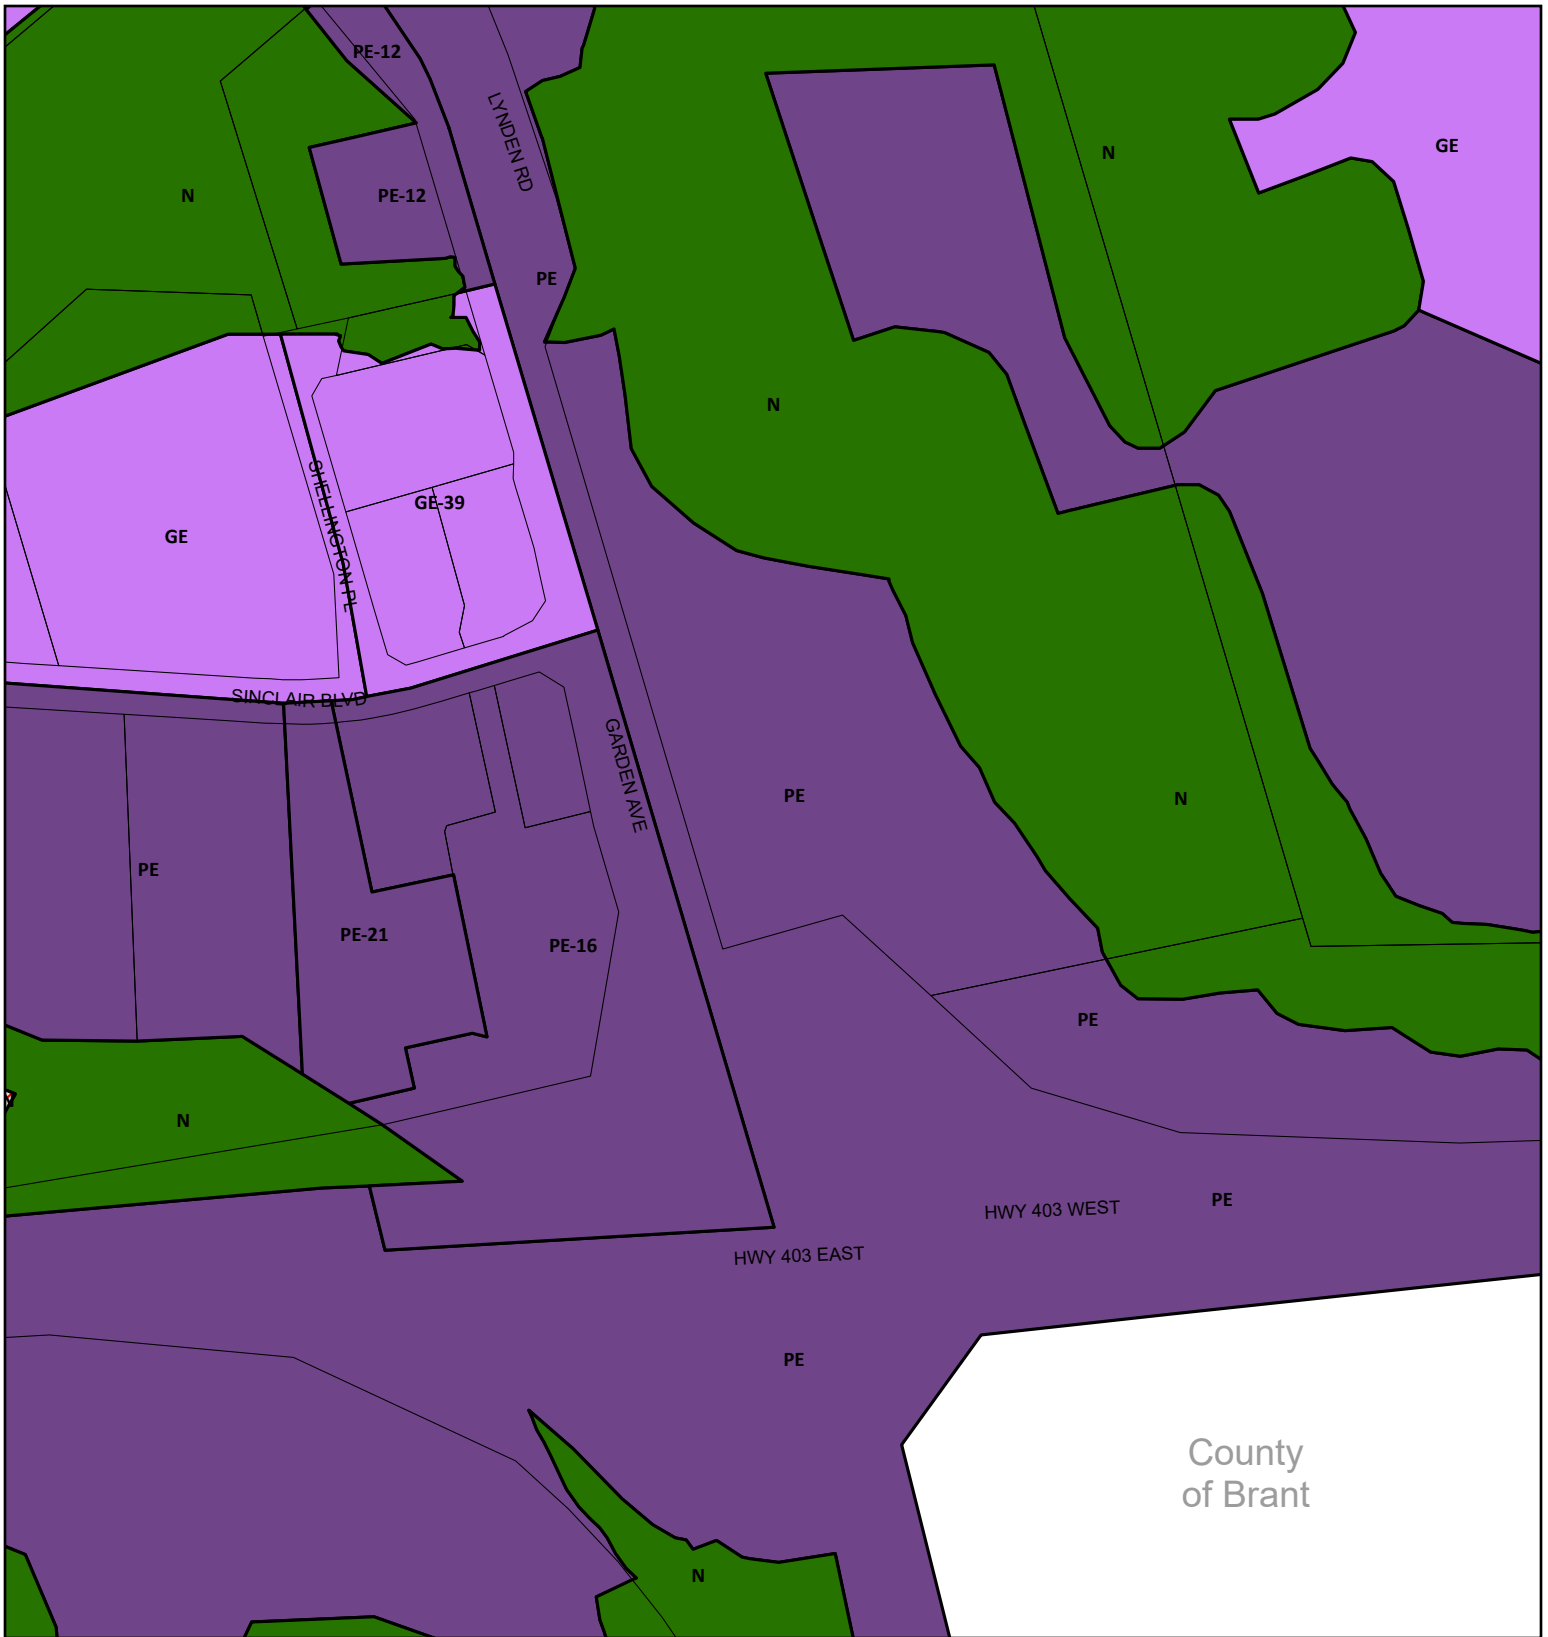 PE-12
LYNDEN RD
N
GE
N
PE-12
PE
N
SHELLINGTON PL
GE-39
GE
SINCLAIR BLVD
GARDEN AVE
PE
N
PE
PE-21
PE-16
PE
N
HWY 403 WEST
PE
HWY 403 EAST
PE
County
of Brant
N